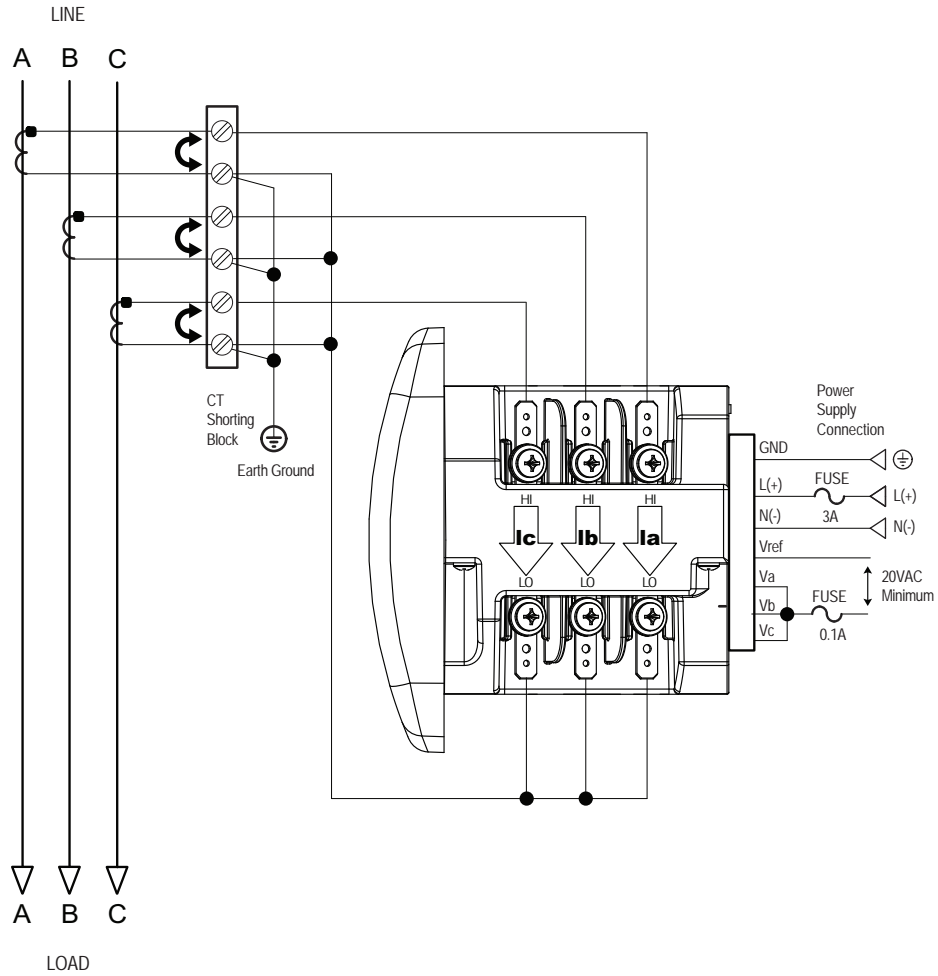 LINE
A B C
CT
Shorting
Block
Earth Ground
HI HI HI
Ic Ib Ia
LO LO LO
Power
Supply
Connection
GND
L(+) FUSE L(+)
3A
N(-) N(-)
Vref
Va
Vb
Vc
FUSE
0.1A
20VAC
Minimum
A B C
LOAD